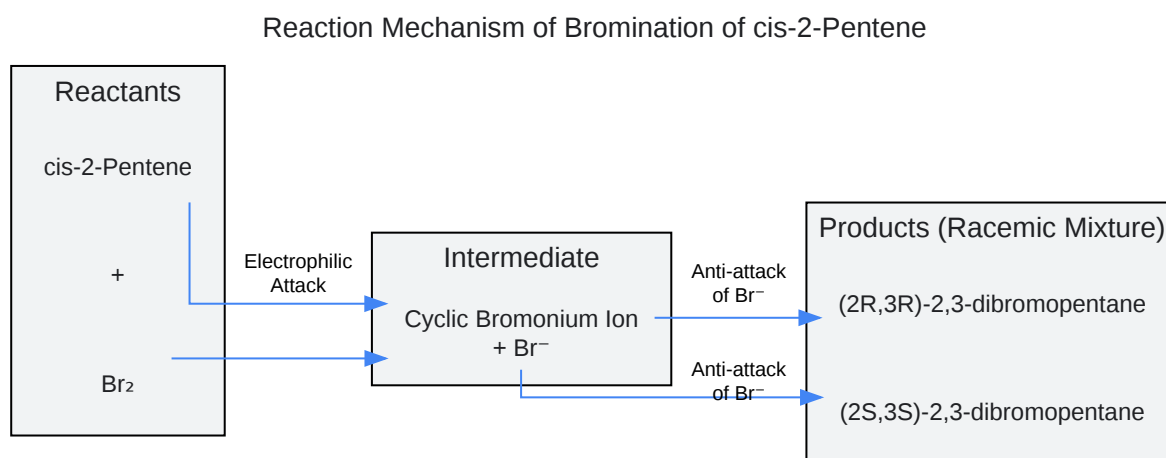 Reaction Mechanism of Bromination of cis-2-Pentene
Reactants
cis-2-Pentene
+
Br₂
Electrophilic
Attack
Intermediate
Cyclic Bromonium Ion
+ Br⁻
Anti-attack
of Br⁻
Anti-attack
of Br⁻
Products (Racemic Mixture)
(2R,3R)-2,3-dibromopentane
(2S,3S)-2,3-dibromopentane